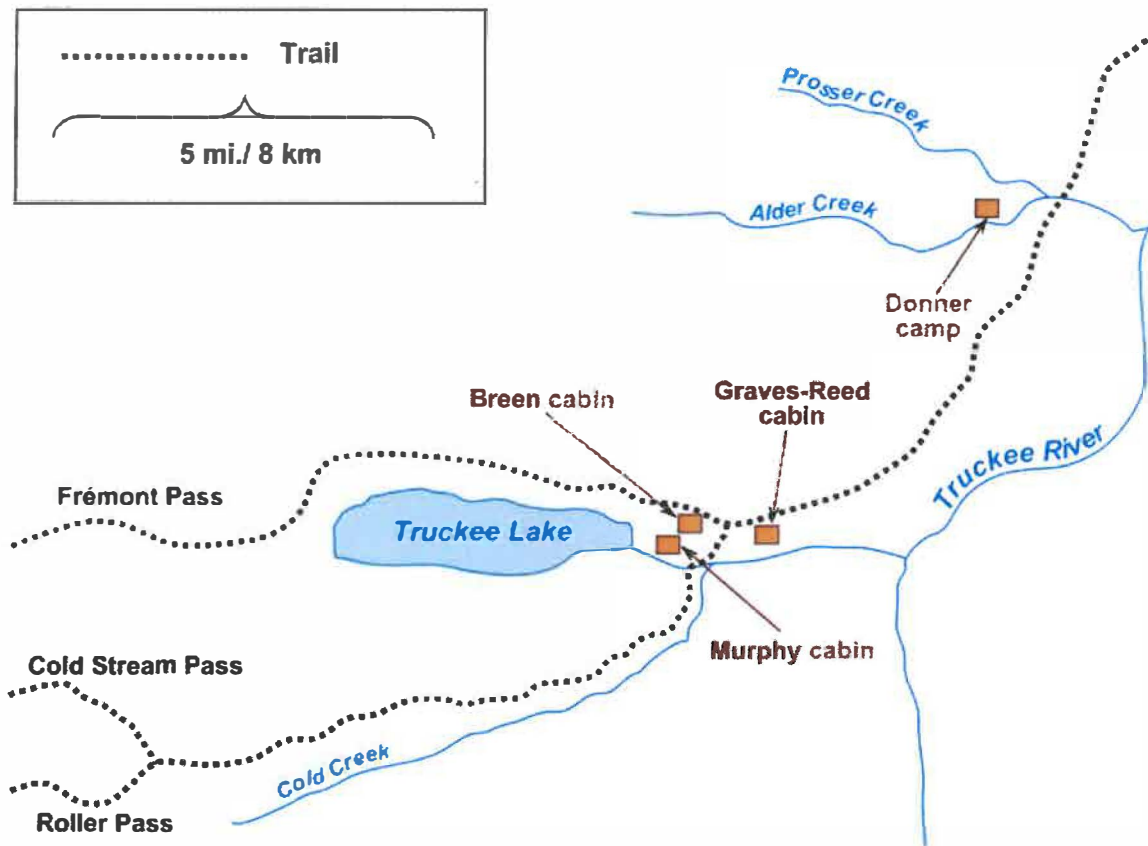 Trail
5 mi./ 8 km
Prosser Creek
Alder Creek
Donner
camp
Graves-Reed
cabin
Breen cabin
Truckee River
Frémont Pass
Truckee Lake
Murphy cabin
Cold Stream Pass
Cold Creek
Roller Pass